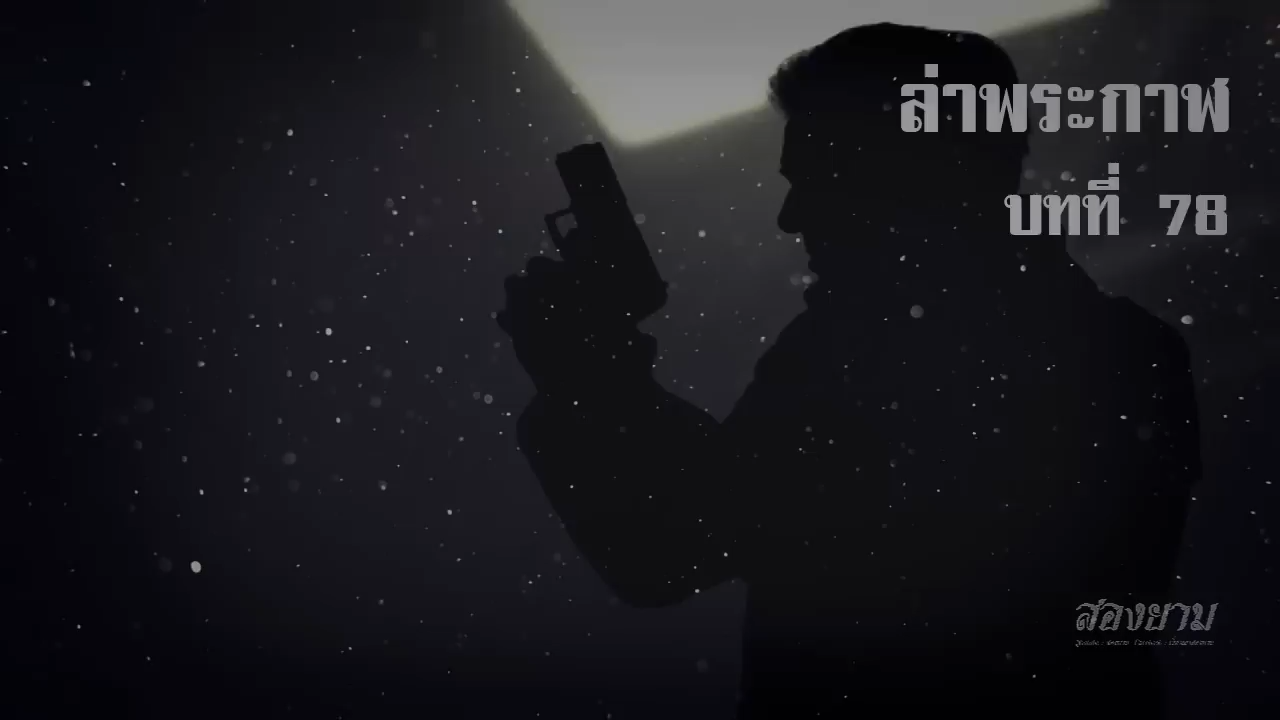 ล่าพระกาฬ
บทที่ 78
สองยาม